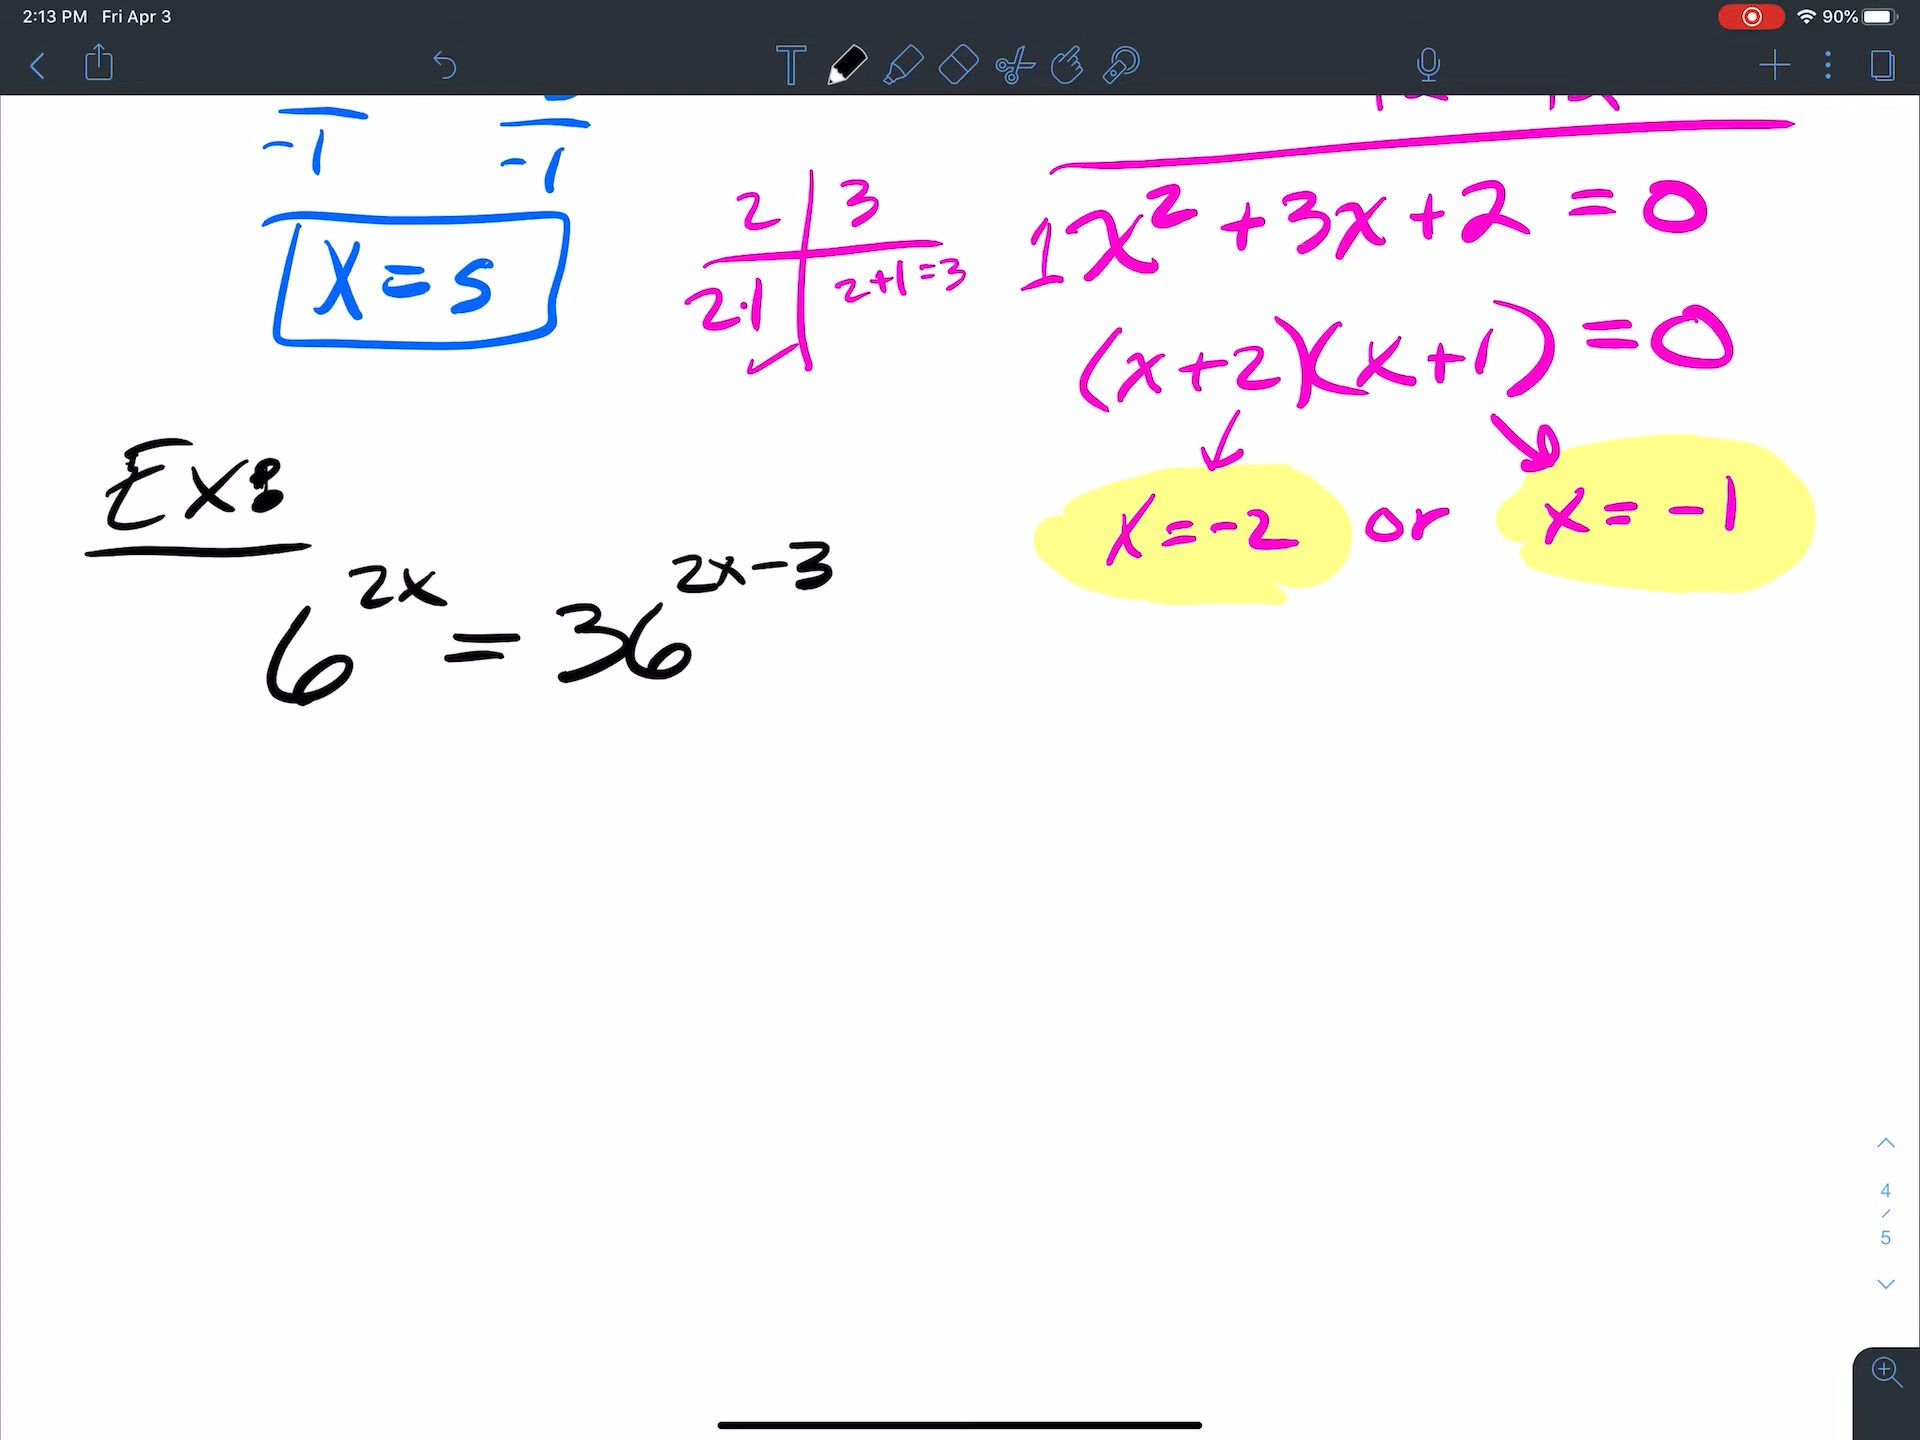 2:13 PM Fri Apr 3
90%
-1 -1
X=5
2 | 3
2·1 | 2+1=3
1x² +3x+2 =0
(x+2)(x+1) =0
x=-2 or x=-1
Ex:
6^2x = 36^2x-3
4
/
5